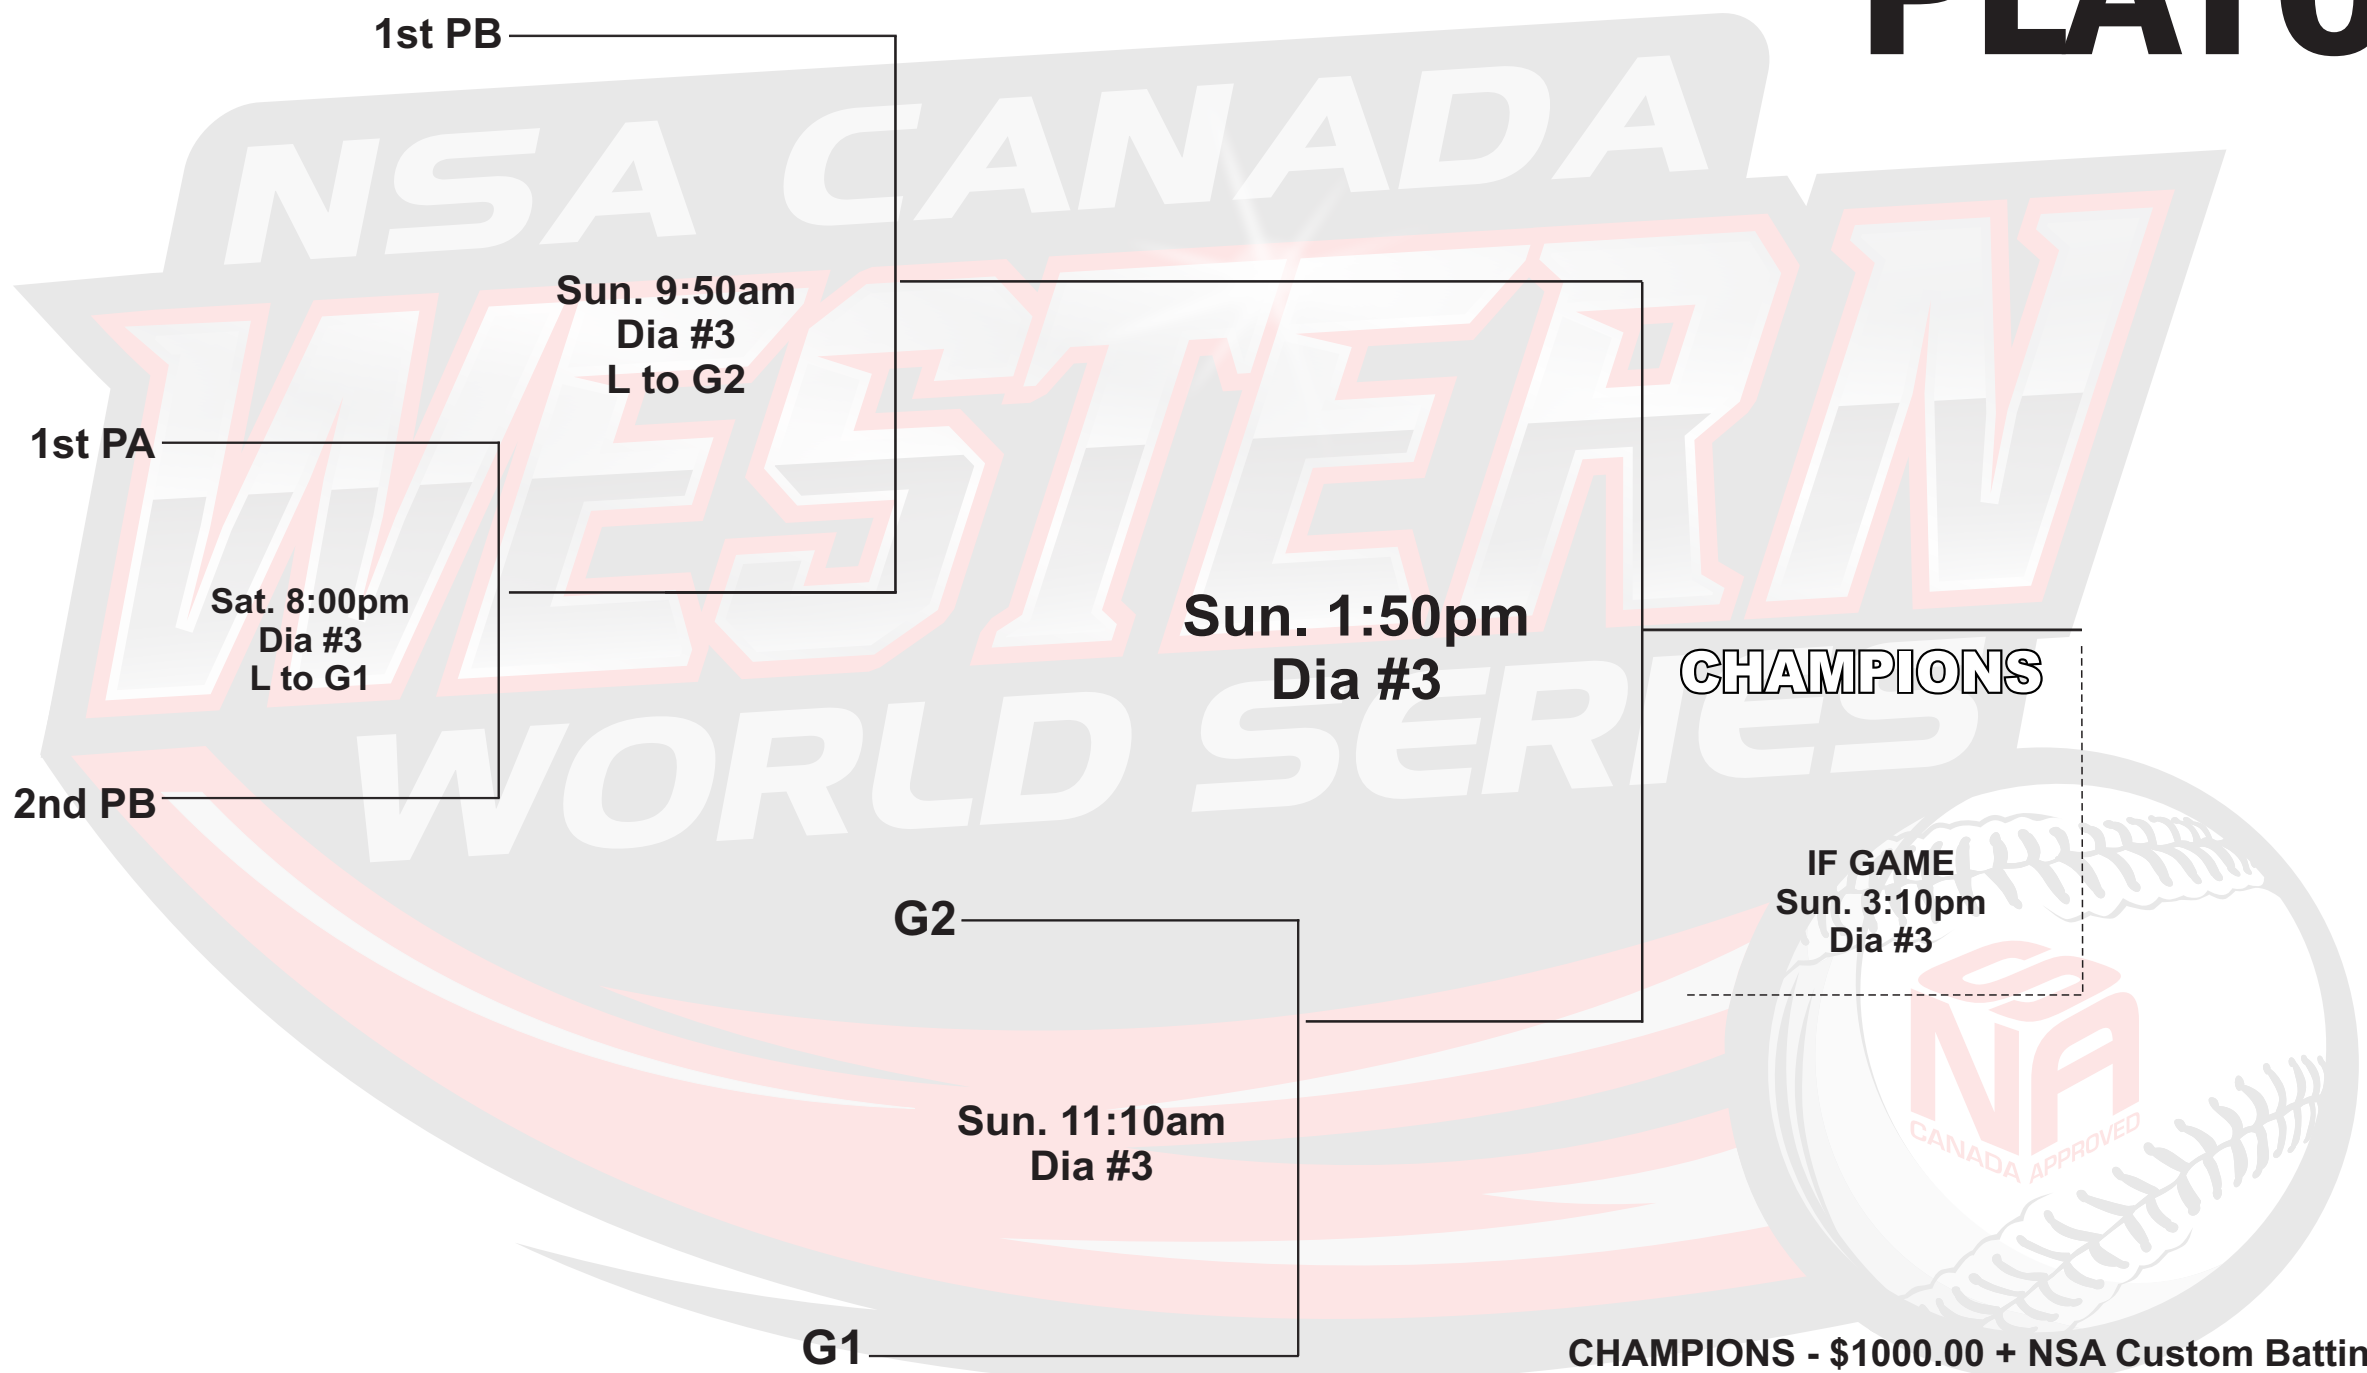 1st PB
NSA CANADA
WESTERN
WORLD SERIES
Sun. 9:50am
Dia #3
L to G2
1st PA
Sat. 8:00pm
Dia #3
L to G1
2nd PB
Sun. 1:50pm
Dia #3
CHAMPIONS
IF GAME
Sun. 3:10pm
Dia #3
G2
Sun. 11:10am
Dia #3
G1
NSA
CANADA APPROVED
CHAMPIONS - $1000.00 + NSA Custom